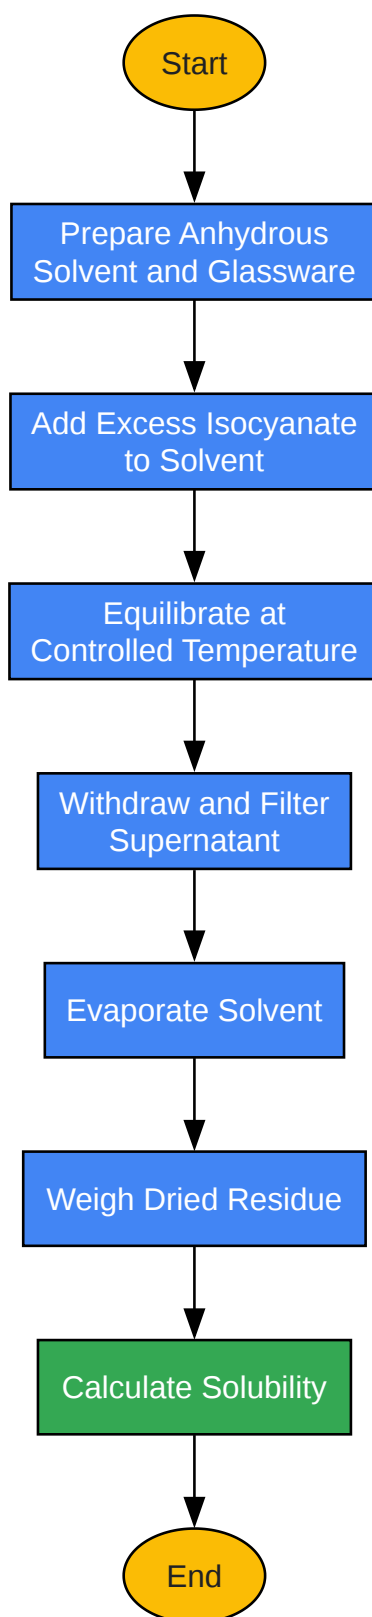 Start
Prepare Anhydrous
Solvent and Glassware
Add Excess Isocyanate
to Solvent
Equilibrate at
Controlled Temperature
Withdraw and Filter
Supernatant
Evaporate Solvent
Weigh Dried Residue
Calculate Solubility
End